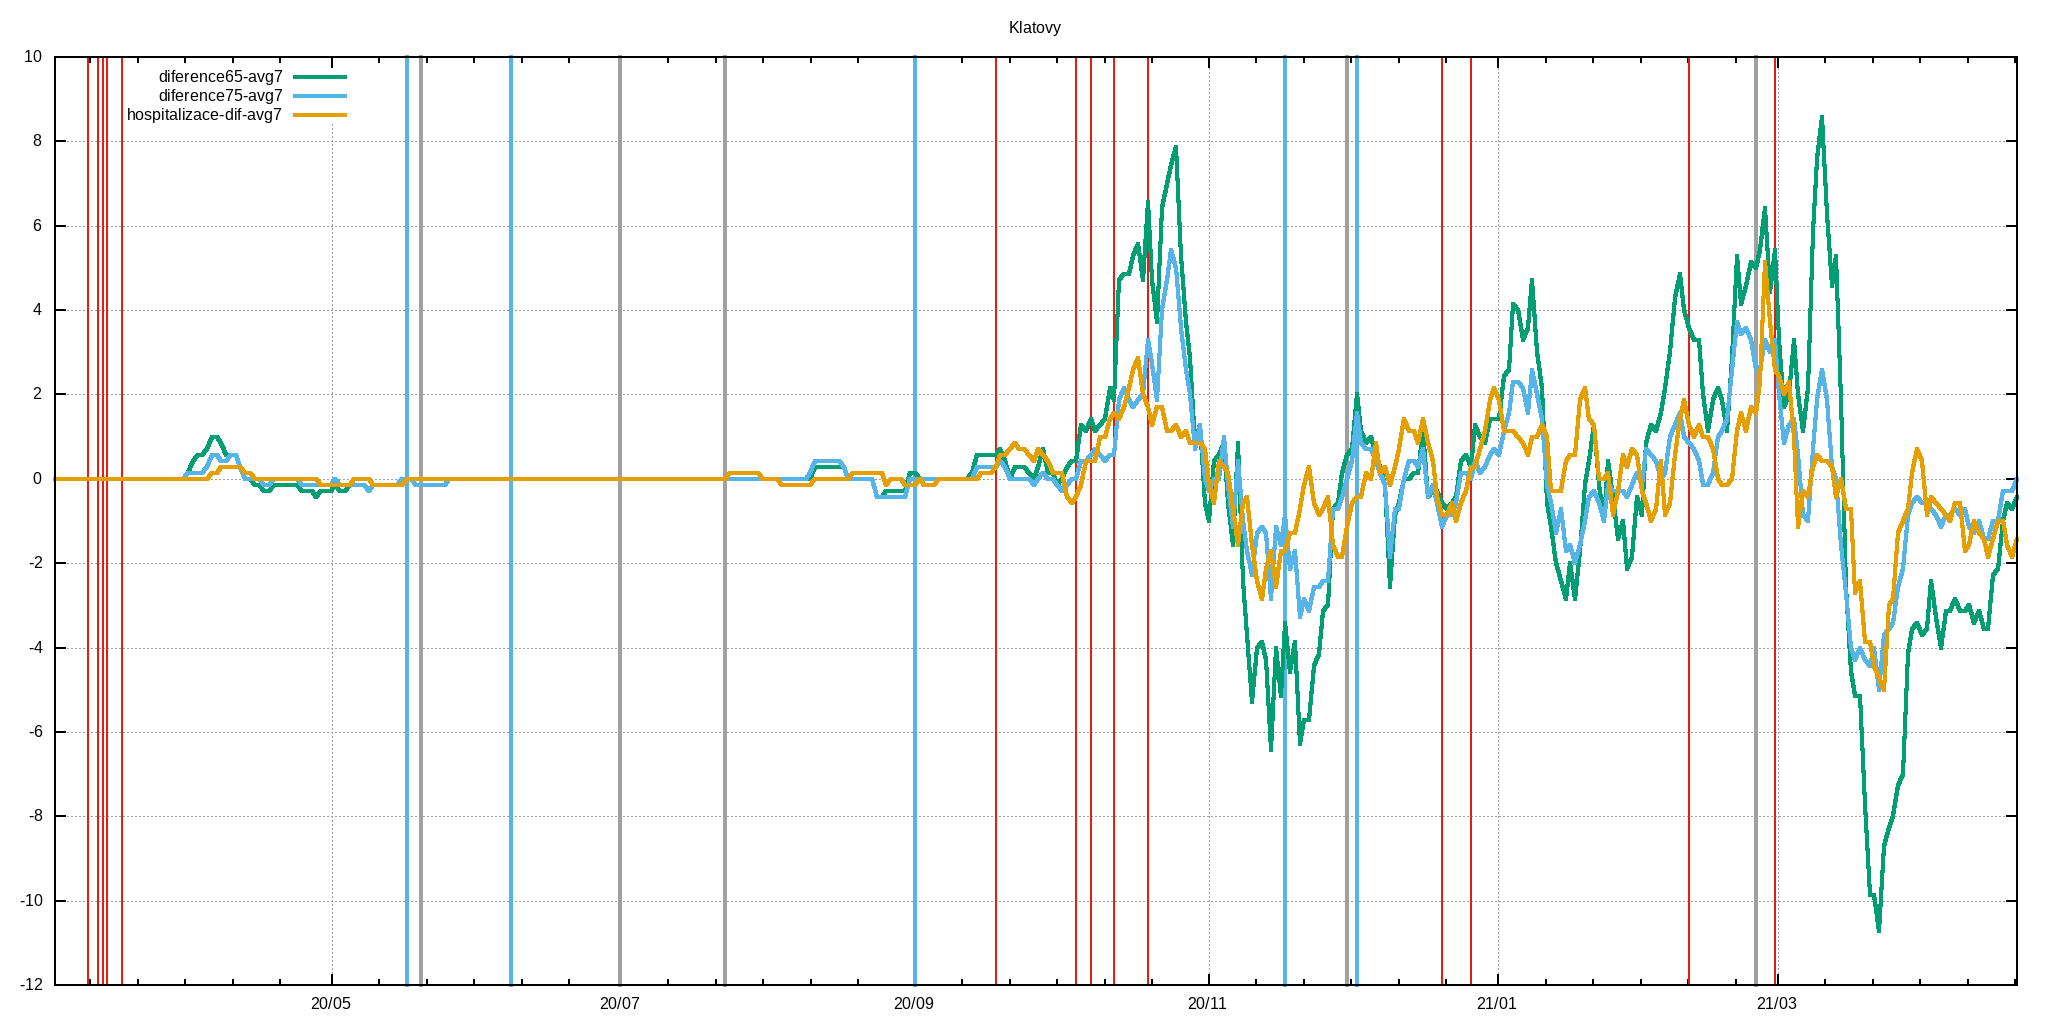 Klatovy
10
diference65-avg7
diference75-avg7
hospitalizace-dif-avg7
8
6
4
2
0
-2
-4
-6
-8
-10
-12
20/05 20/07 20/09 20/11 21/01 21/03